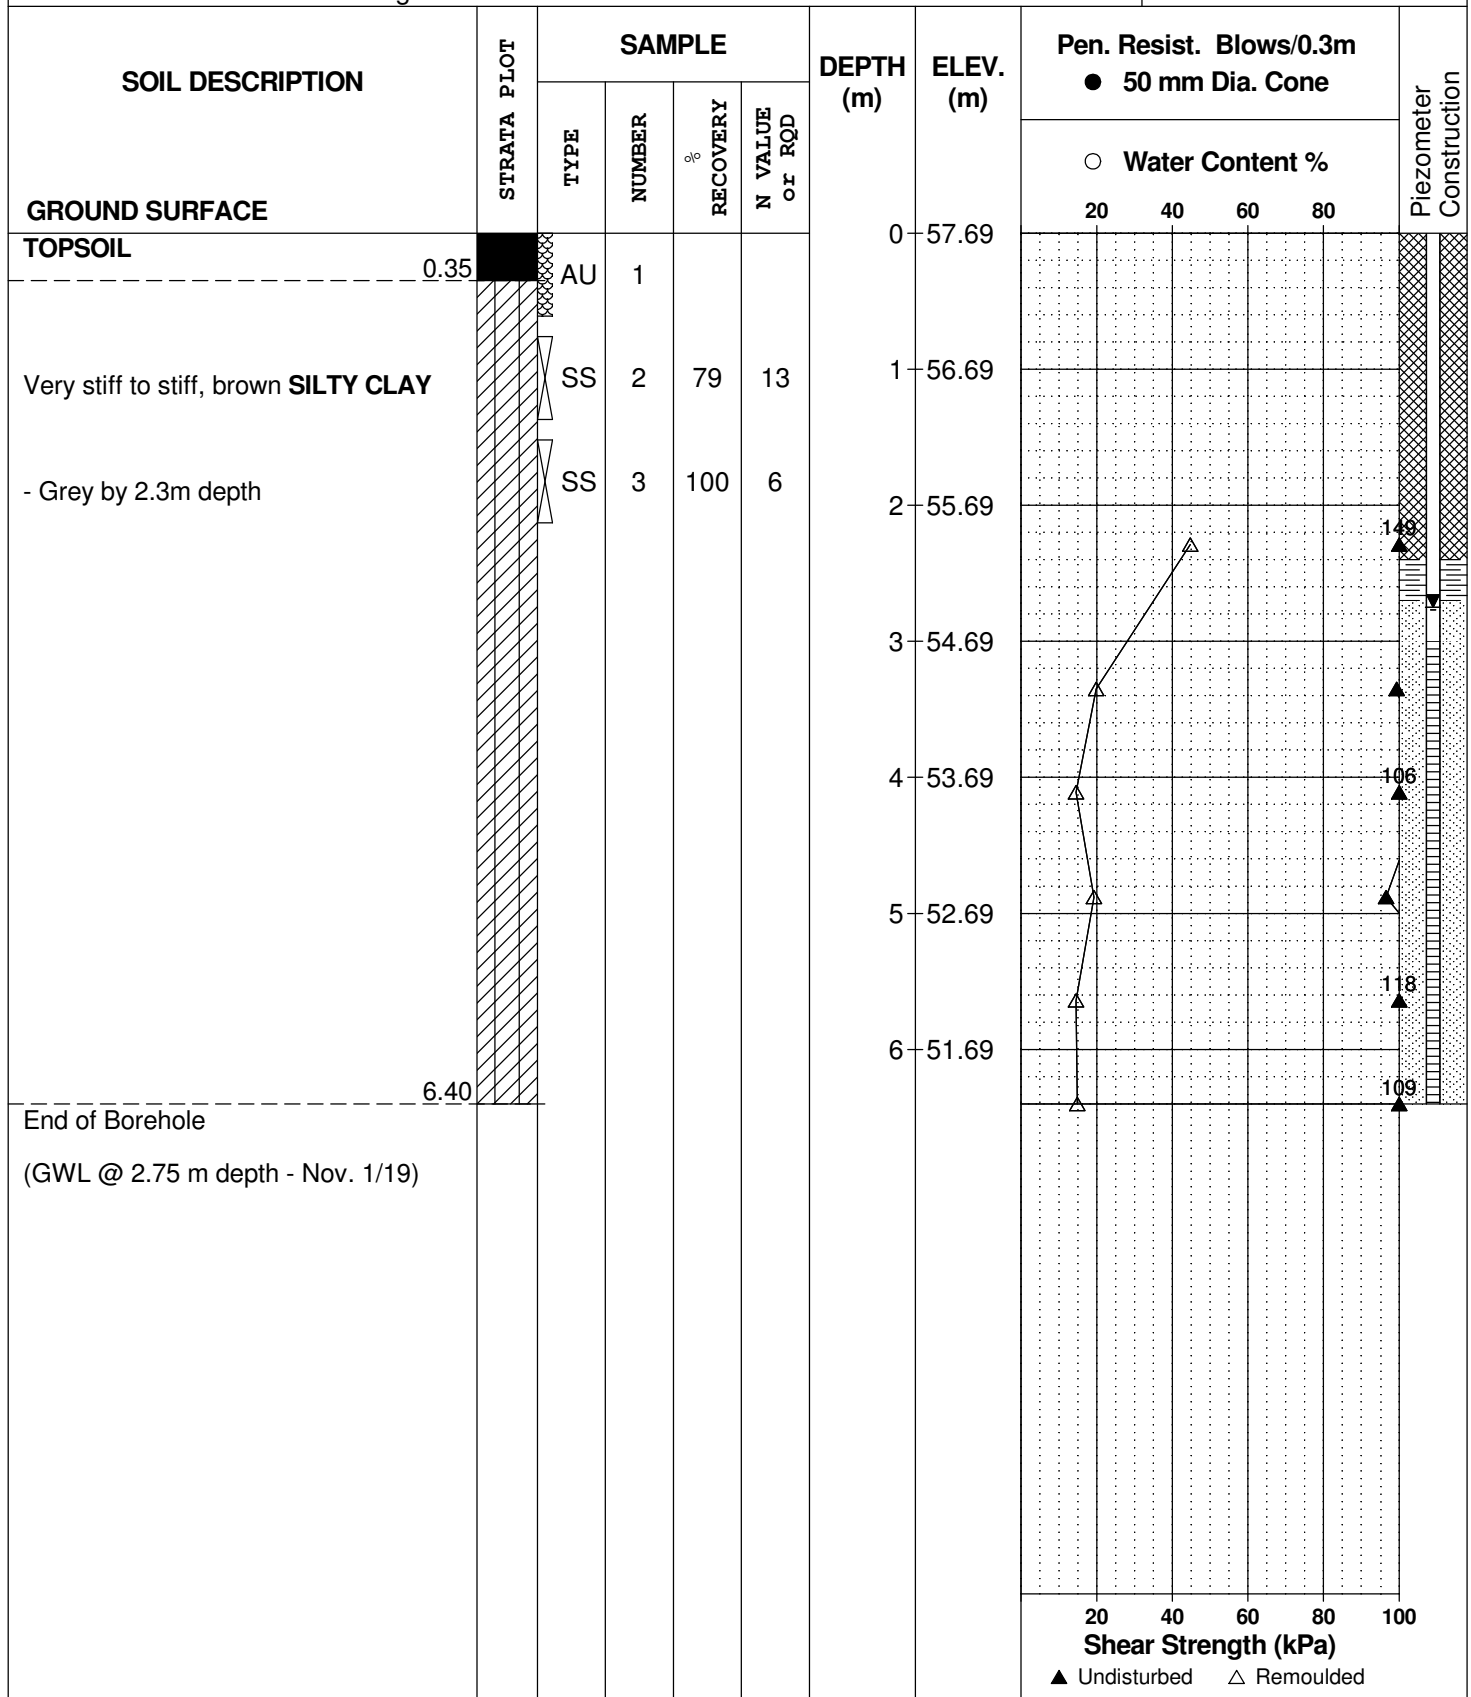 SOIL DESCRIPTION
GROUND SURFACE
STRATA PLOT
SAMPLE
TYPE
NUMBER
% RECOVERY
N VALUE or RQD
DEPTH (m)
ELEV. (m)
Pen. Resist. Blows/0.3m
● 50 mm Dia. Cone
○ Water Content %
20 40 60 80
Piezometer Construction
TOPSOIL
0.35
AU 1
0 57.69
Very stiff to stiff, brown SILTY CLAY
SS 2 79 13
1 56.69
- Grey by 2.3m depth
SS 3 100 6
2 55.69
149
3 54.69
4 53.69
106
5 52.69
118
6 51.69
6.40
109
End of Borehole
(GWL @ 2.75 m depth - Nov. 1/19)
20 40 60 80 100
Shear Strength (kPa)
▲ Undisturbed △ Remoulded